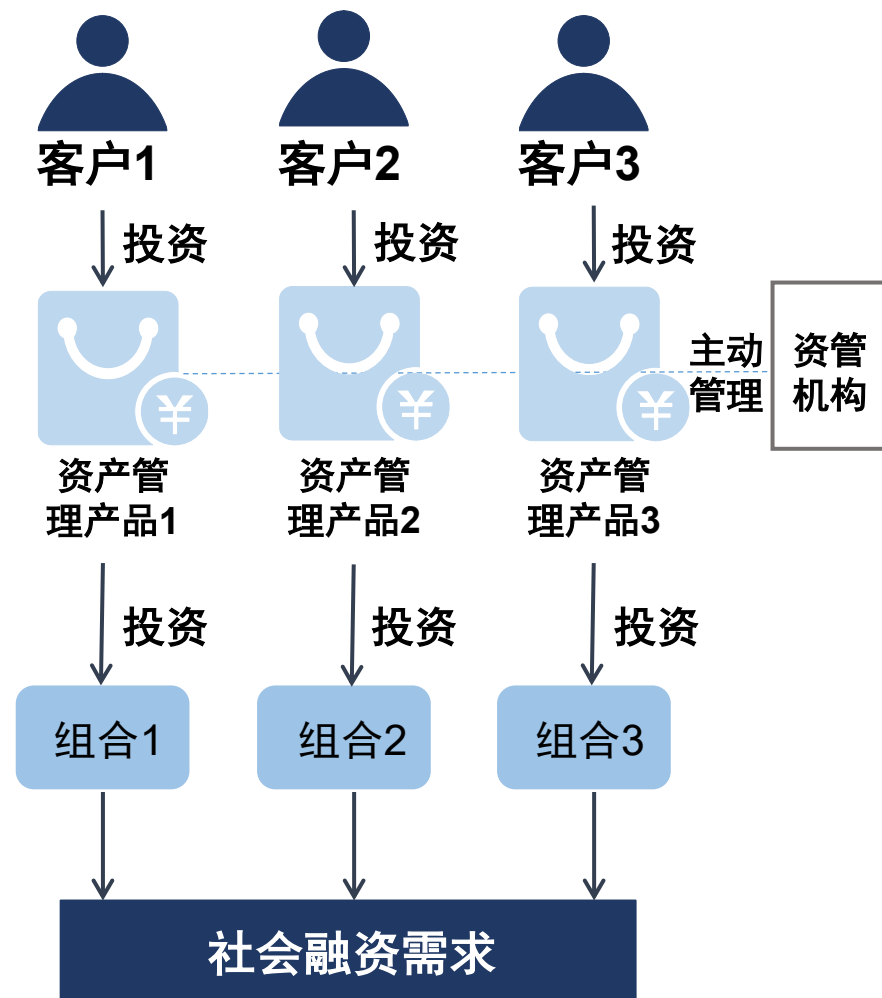 客户1
客户2
客户3
投资
投资
投资
主动
管理
资管
机构
¥
¥
¥
资产管
理产品1
资产管
理产品2
资产管
理产品3
投资
投资
投资
组合1
组合2
组合3
社会融资需求